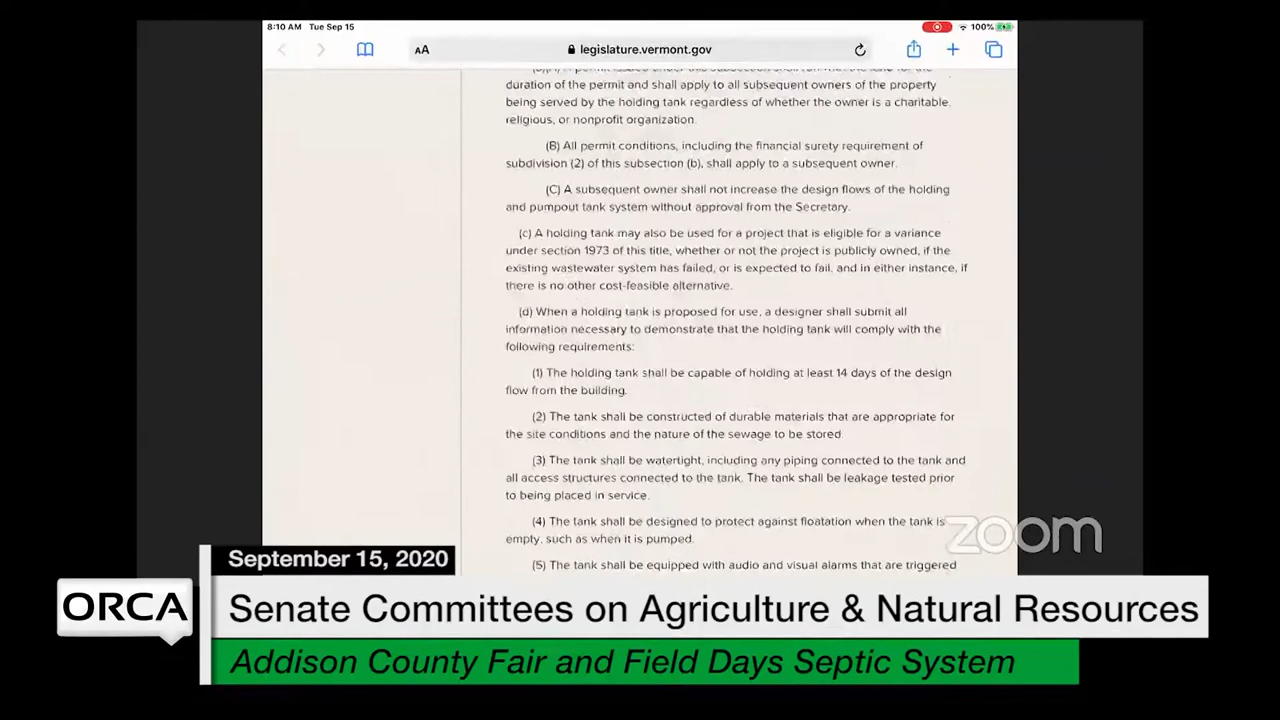 8:10 AM Tue Sep 15
100%
AA
legislature.vermont.gov
duration of the permit and shall apply to all subsequent owners of the property
being served by the holding tank regardless of whether the owner is a charitable,
religious, or nonprofit organization.
(B) All permit conditions, including the financial surety requirement of
subdivision (2) of this subsection (b), shall apply to a subsequent owner.
(C) A subsequent owner shall not increase the design flows of the holding
and pumpout tank system without approval from the Secretary.
(c) A holding tank may also be used for a project that is eligible for a variance
under section 1973 of this title, whether or not the project is publicly owned, if the
existing wastewater system has failed, or is expected to fail, and in either instance, if
there is no other cost-feasible alternative.
(d) When a holding tank is proposed for use, a designer shall submit all
information necessary to demonstrate that the holding tank will comply with the
following requirements:
(1) The holding tank shall be capable of holding at least 14 days of the design
flow from the building.
(2) The tank shall be constructed of durable materials that are appropriate for
the site conditions and the nature of the sewage to be stored.
(3) The tank shall be watertight, including any piping connected to the tank and
all access structures connected to the tank. The tank shall be leakage tested prior
to being placed in service.
(4) The tank shall be designed to protect against floatation when the tank is
empty, such as when it is pumped.
(5) The tank shall be equipped with audio and visual alarms that are triggered
zoom
September 15, 2020
ORCA
Senate Committees on Agriculture & Natural Resources
Addison County Fair and Field Days Septic System